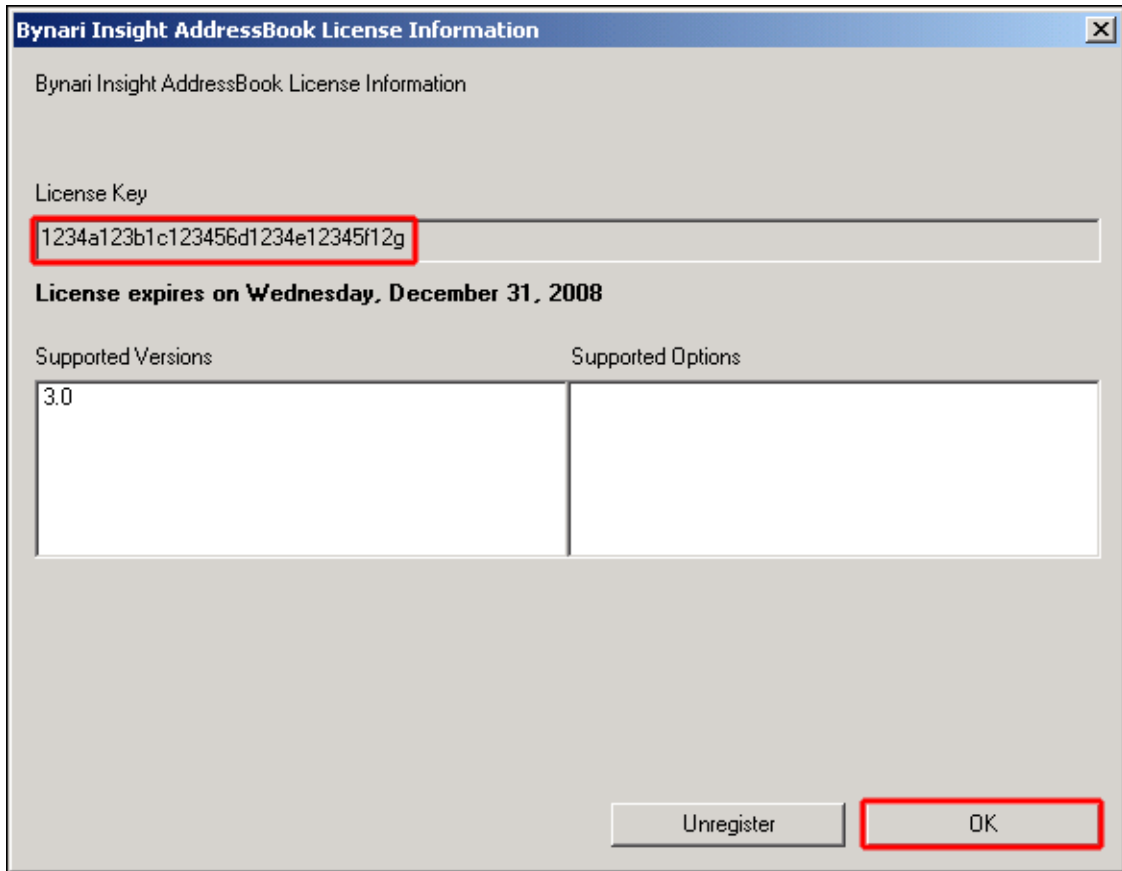 Bynari Insight AddressBook License Information
Bynari Insight AddressBook License Information
License Key
1234a123b1c123456d1234e12345f12g
License expires on Wednesday, December 31, 2008
Supported Versions Supported Options
3.0
Unregister OK